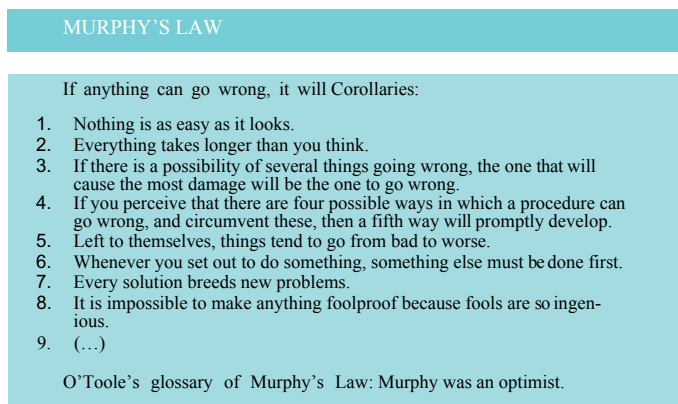 MURPHY’S LAW
If anything can go wrong, it will Corollaries:
1. Nothing is as easy as it looks.
2. Everything takes longer than you think.
3. If there is a possibility of several things going wrong, the one that will
cause the most damage will be the one to go wrong.
4. If you perceive that there are four possible ways in which a procedure can
go wrong, and circumvent these, then a fifth way will promptly develop.
5. Left to themselves, things tend to go from bad to worse.
6. Whenever you set out to do something, something else must be done first.
7. Every solution breeds new problems.
8. It is impossible to make anything foolproof because fools are so ingen-
ious.
9. (…)
O’Toole’s glossary of Murphy’s Law: Murphy was an optimist.